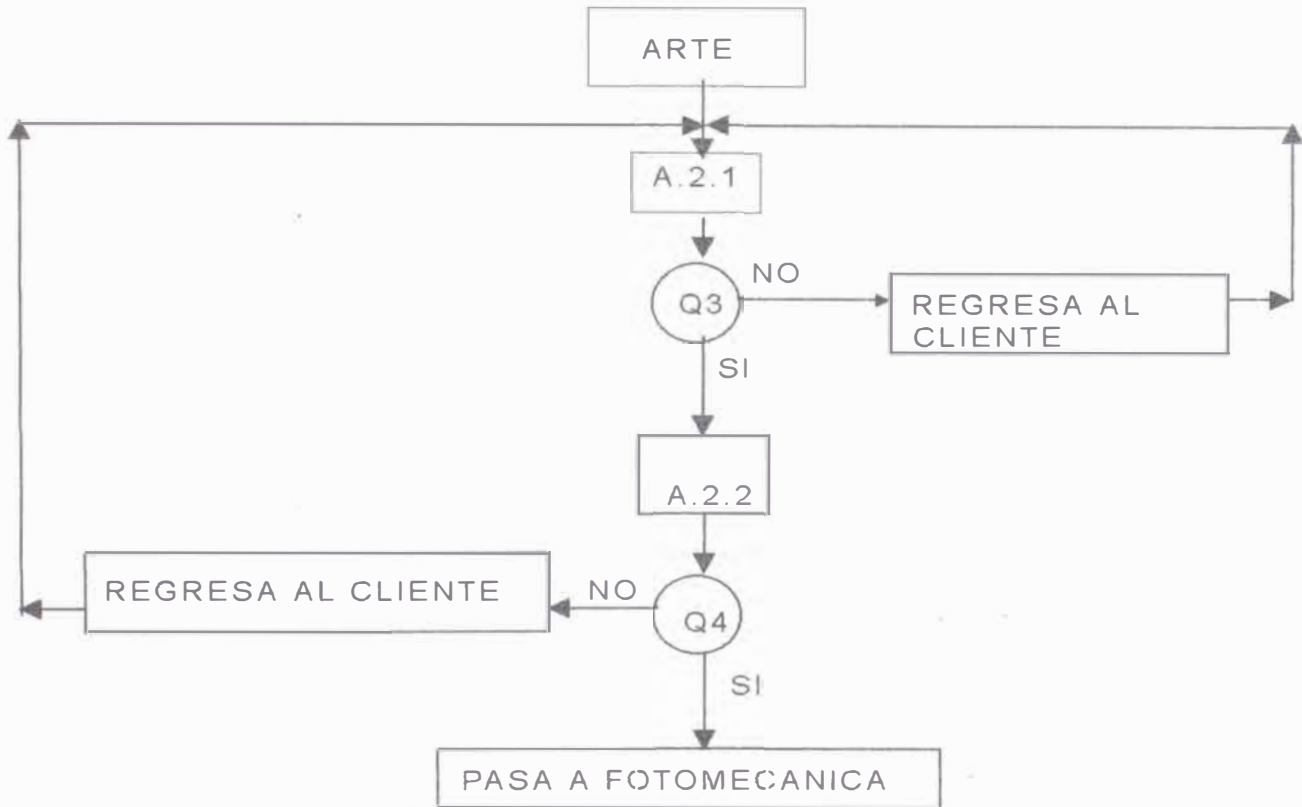 ARTE
A.2.1
Q3
NO
REGRESA AL
CLIENTE
SI
A.2.2
REGRESA AL CLIENTE
NO
Q4
SI
PASA A FOTOMECANICA